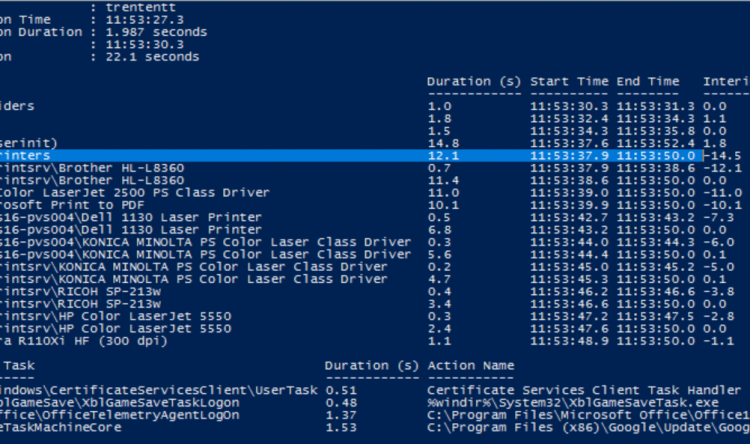 : trententt
on Time : 11:53:27.3
on Duration : 1.987 seconds
: 11:53:30.3
on : 22.1 seconds
Duration (s) Start Time End Time Interi
------------ ---------- -------- ------
iders 1.0 11:53:30.3 11:53:31.3 0.0
1.8 11:53:32.4 11:53:34.3 1.1
1.5 11:53:34.3 11:53:35.8 0.0
serinit) 14.8 11:53:37.6 11:53:52.4 1.8
rinters 12.1 11:53:37.9 11:53:50.0 -14.5
rintsrv\Brother HL-L8360 0.7 11:53:37.9 11:53:38.6 -12.1
rintsrv\Brother HL-L8360 11.4 11:53:38.6 11:53:50.0 0.0
Color LaserJet 2500 PS Class Driver 11.0 11:53:39.0 11:53:50.0 -11.0
rosoft Print to PDF 10.1 11:53:39.9 11:53:50.0 -10.1
s16-pvs004\Dell 1130 Laser Printer 0.5 11:53:42.7 11:53:43.2 -7.3
s16-pvs004\Dell 1130 Laser Printer 6.8 11:53:43.2 11:53:50.0 0.0
s16-pvs004\KONICA MINOLTA PS Color Laser Class Driver 0.3 11:53:44.0 11:53:44.3 -6.0
s16-pvs004\KONICA MINOLTA PS Color Laser Class Driver 5.6 11:53:44.4 11:53:50.0 0.1
rintsrv\KONICA MINOLTA PS Color Laser Class Driver 0.2 11:53:45.0 11:53:45.2 -5.0
rintsrv\KONICA MINOLTA PS Color Laser Class Driver 4.7 11:53:45.3 11:53:50.0 0.1
rintsrv\RICOH SP-213w 0.4 11:53:46.2 11:53:46.6 -3.8
rintsrv\RICOH SP-213w 3.4 11:53:46.6 11:53:50.0 0.0
rintsrv\HP Color LaserJet 5550 0.3 11:53:47.2 11:53:47.5 -2.8
rintsrv\HP Color LaserJet 5550 2.4 11:53:47.6 11:53:50.0 0.0
ra R110Xi HF (300 dpi) 1.1 11:53:48.9 11:53:50.0 -1.1
Task Duration (s) Action Name
---- ------------ -----------
indows\CertificateServicesClient\UserTask 0.51 Certificate Services Client Task Handler
XblGameSave\XblGameSaveTaskLogon 0.48 %windir%\System32\XblGameSaveTask.exe
ffice\OfficeTelemetryAgentLogOn 1.37 C:\Program Files\Microsoft Office\Office1
eTaskMachineCore 1.53 C:\Program Files (x86)\Google\Update\Goog